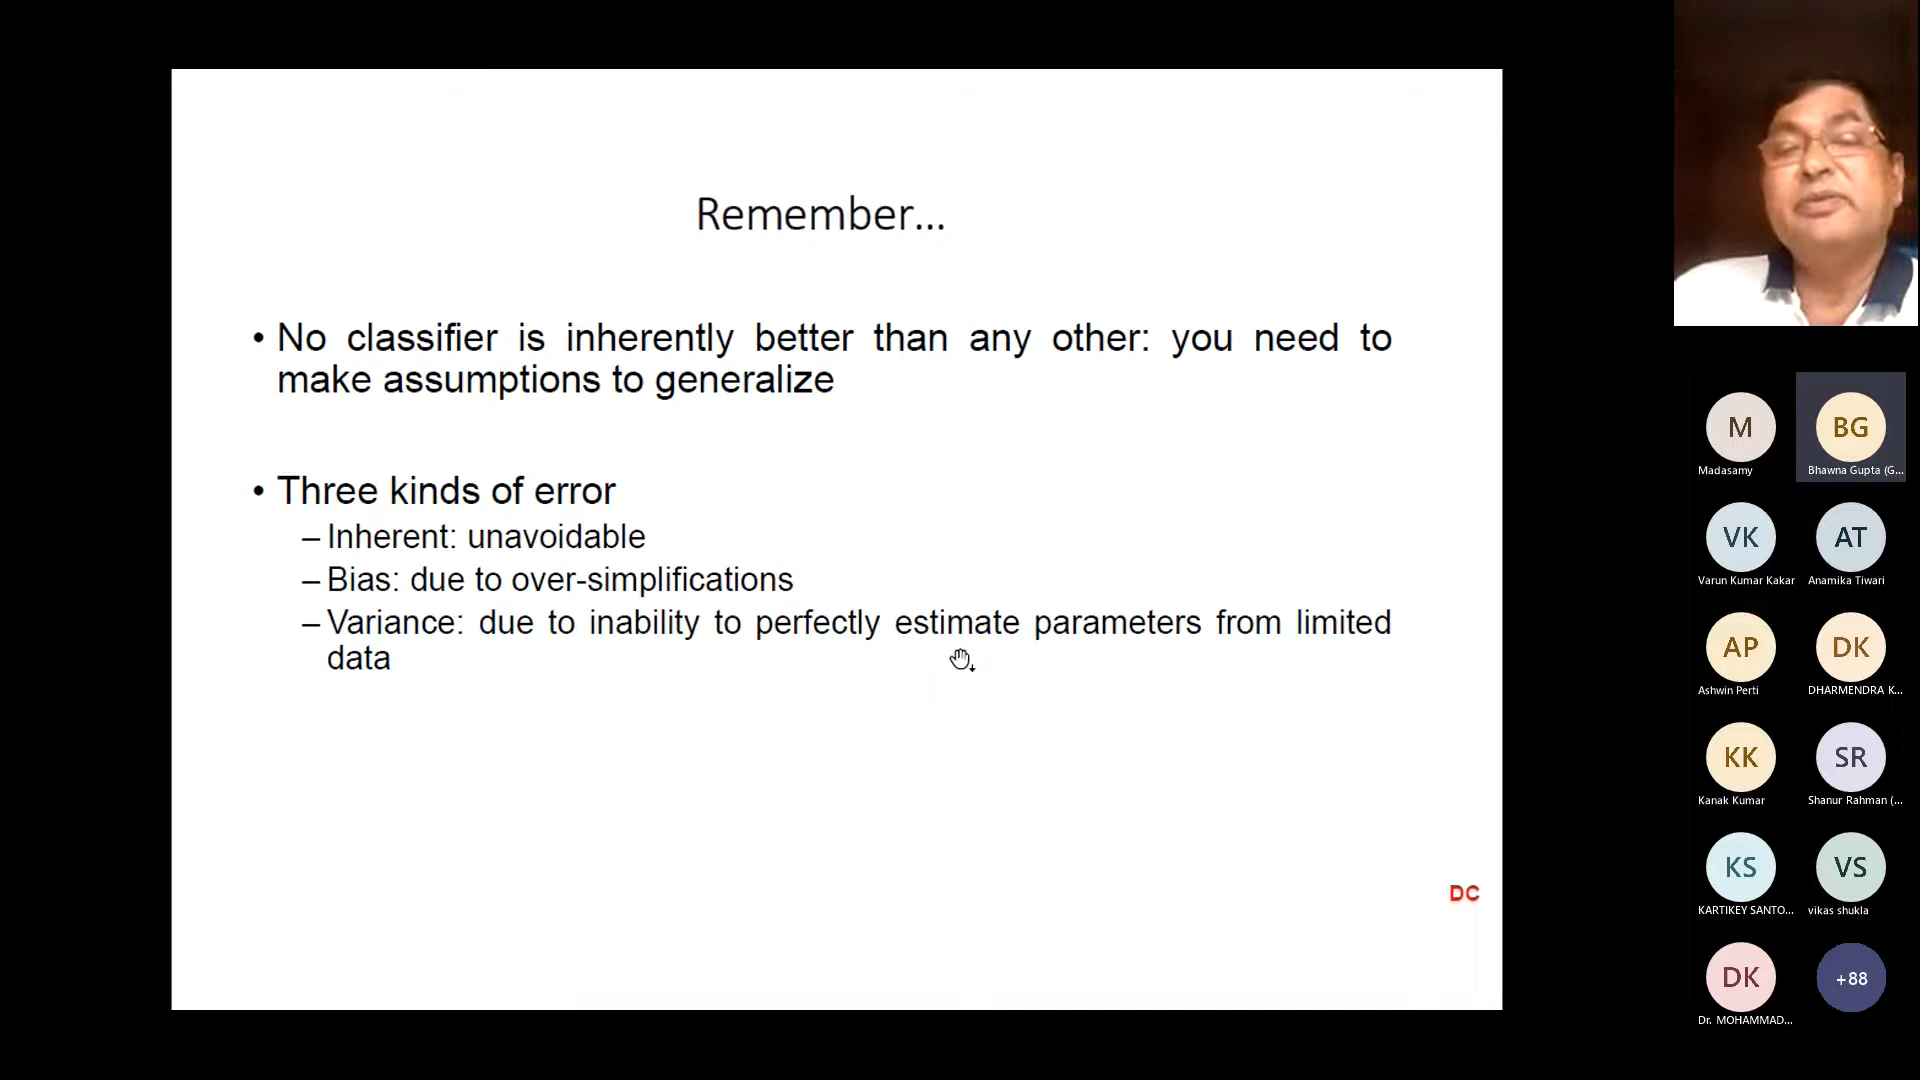 Remember...
• No classifier is inherently better than any other: you need to
make assumptions to generalize
• Three kinds of error
– Inherent: unavoidable
– Bias: due to over-simplifications
– Variance: due to inability to perfectly estimate parameters from limited
data
DC
M
BG
Madasamy
Bhawna Gupta (G...
VK
AT
Varun Kumar Kakar
Anamika Tiwari
AP
DK
Ashwin Perti
DHARMENDRA K...
KK
SR
Kanak Kumar
Shanur Rahman (...
KS
VS
KARTIKEY SANTO...
vikas shukla
DK
+88
Dr. MOHAMMAD...